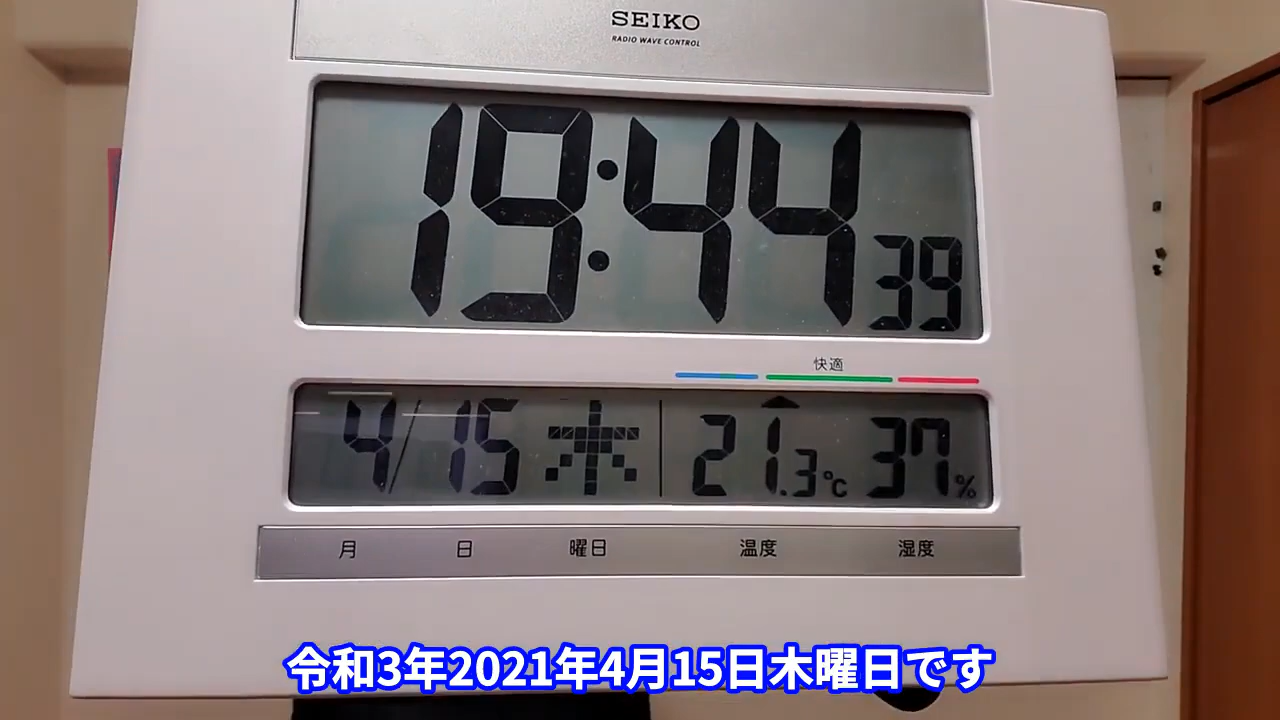 SEIKO
RADIO WAVE CONTROL
19:44 39
快適
4/15 木 21.3℃ 37%
月 日 曜日 温度 湿度
令和3年2021年4月15日木曜日です